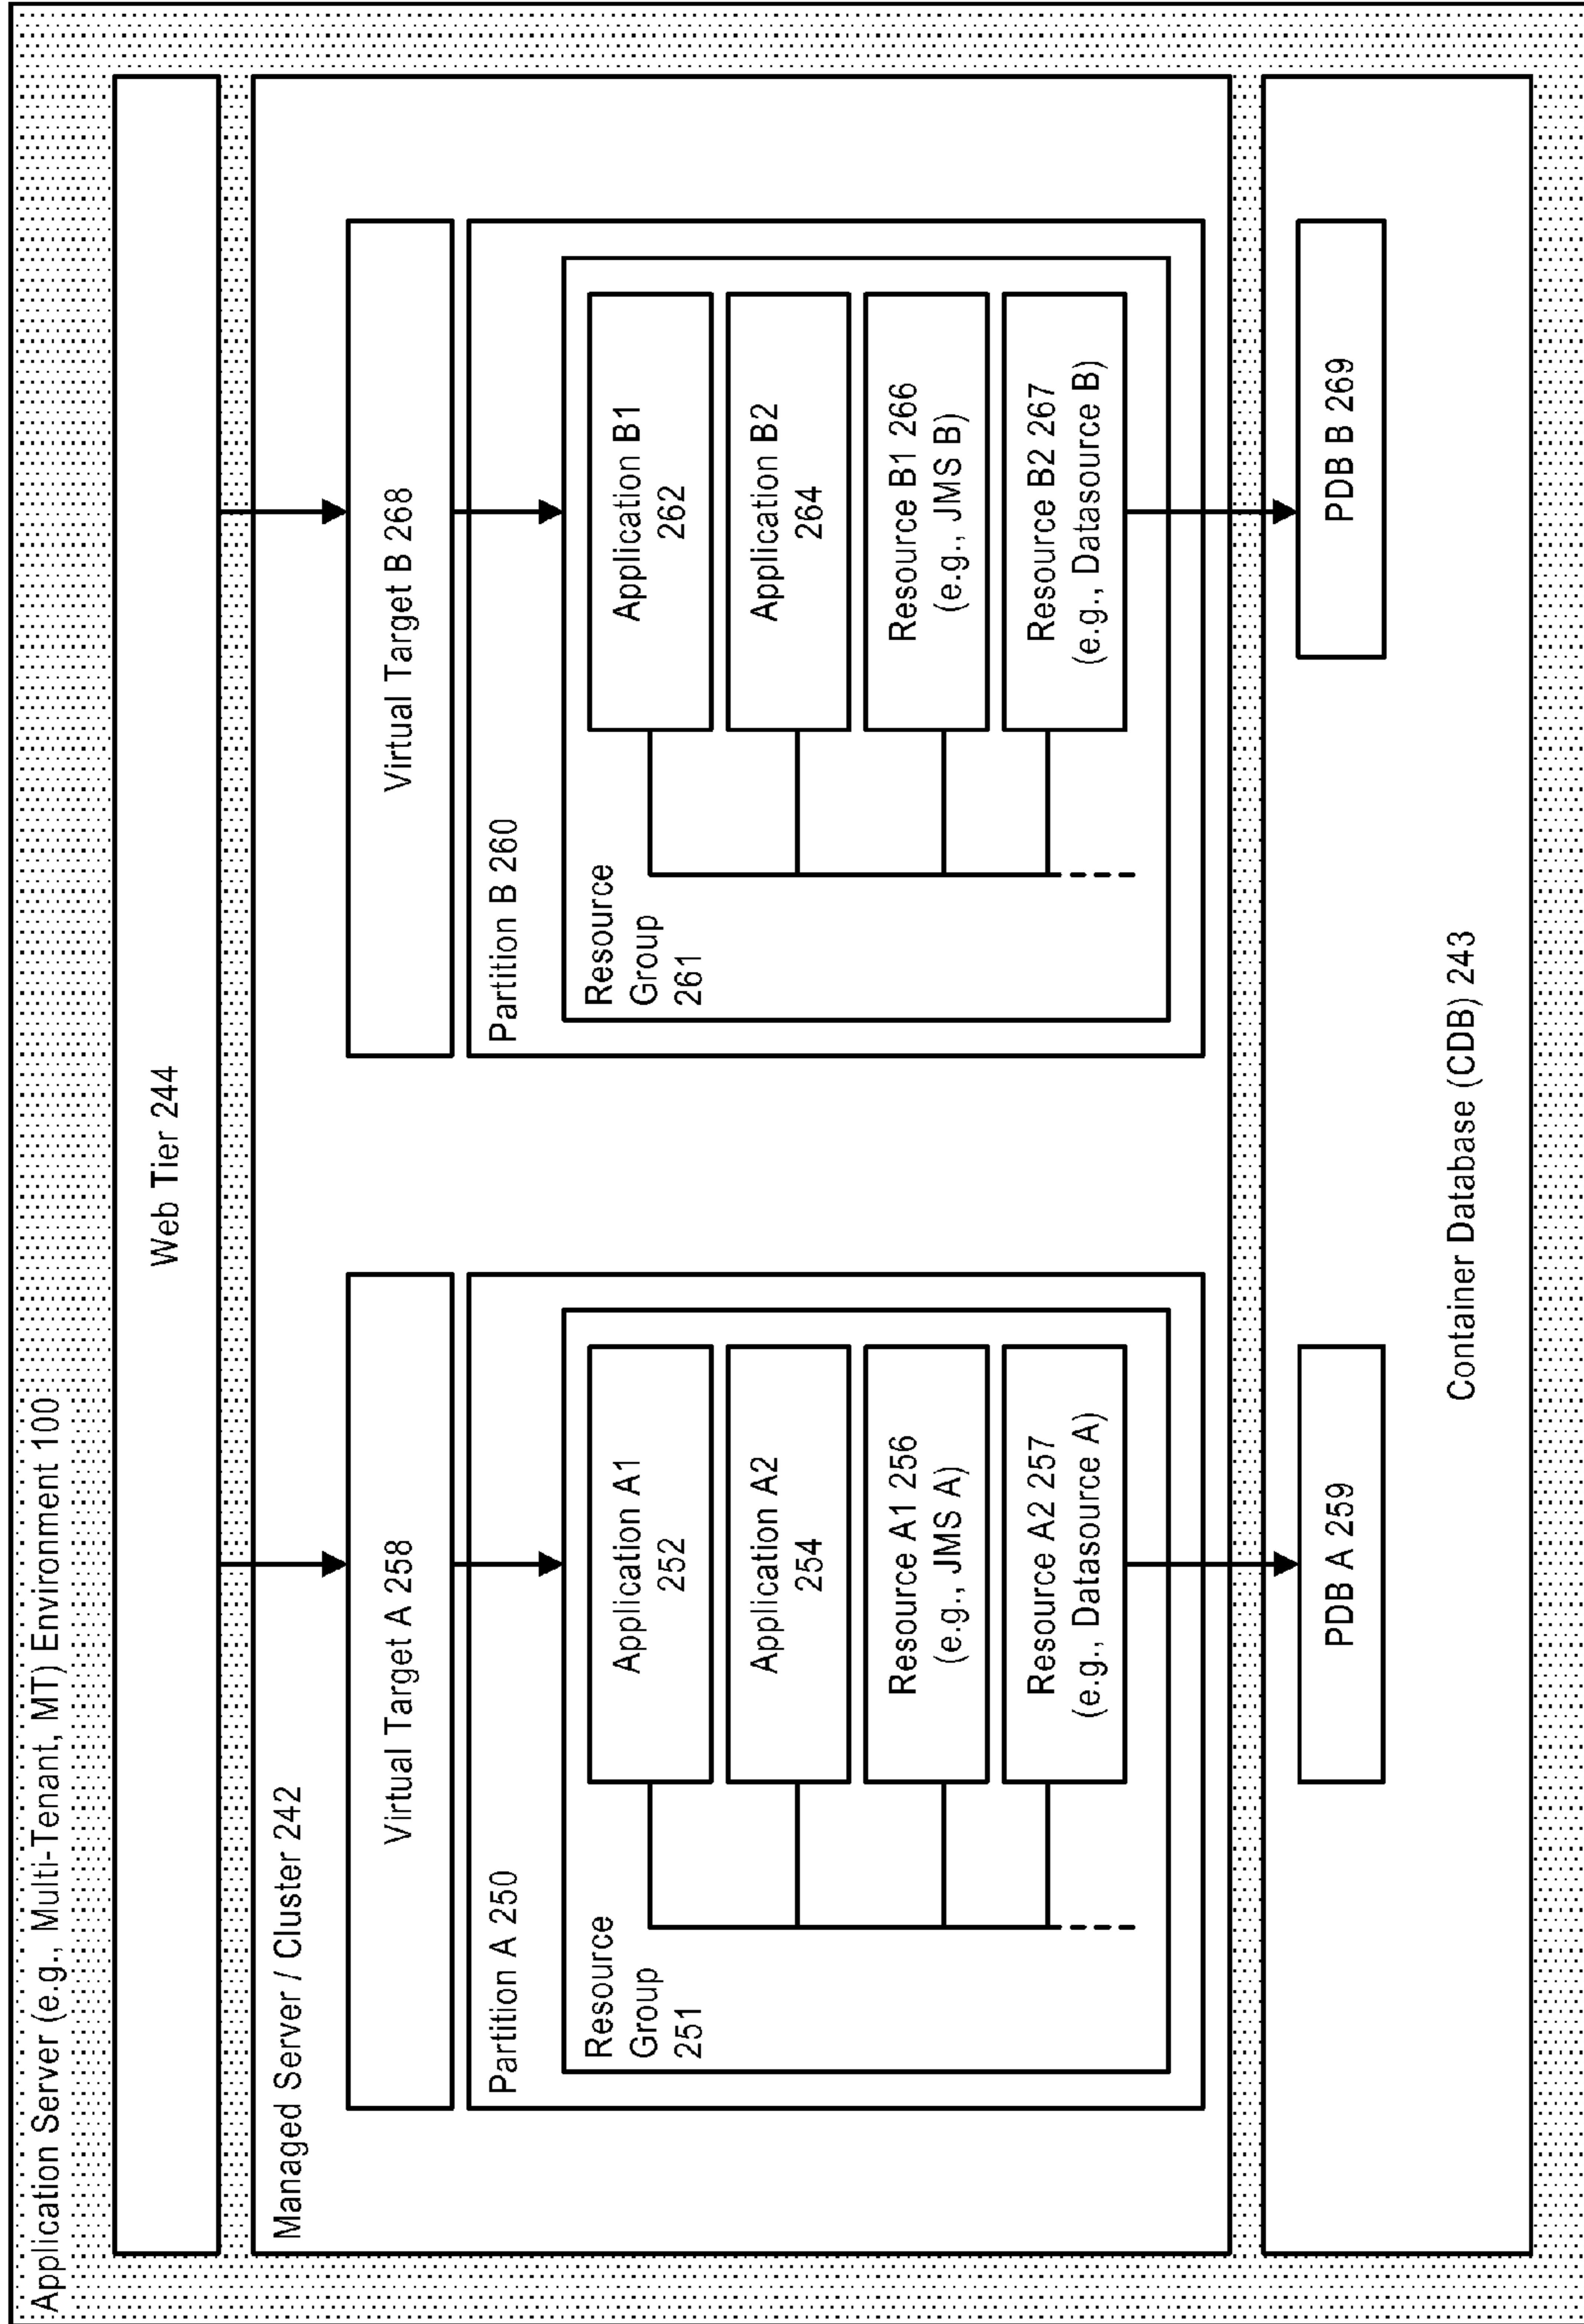 Application Server (e.g., Multi-Tenant, MT) Environment 100
Web Tier 244
Managed Server / Cluster 242
Virtual Target A 258
Partition A 250
Resource
Group
251
Application A1
252
Application A2
254
Resource A1 256
(e.g., JMS A)
Resource A2 257
(e.g., Datasource A)
Virtual Target B 268
Partition B 260
Resource
Group
261
Application B1
262
Application B2
264
Resource B1 266
(e.g., JMS B)
Resource B2 267
(e.g., Datasource B)
PDB A 259
PDB B 269
Container Database (CDB) 243